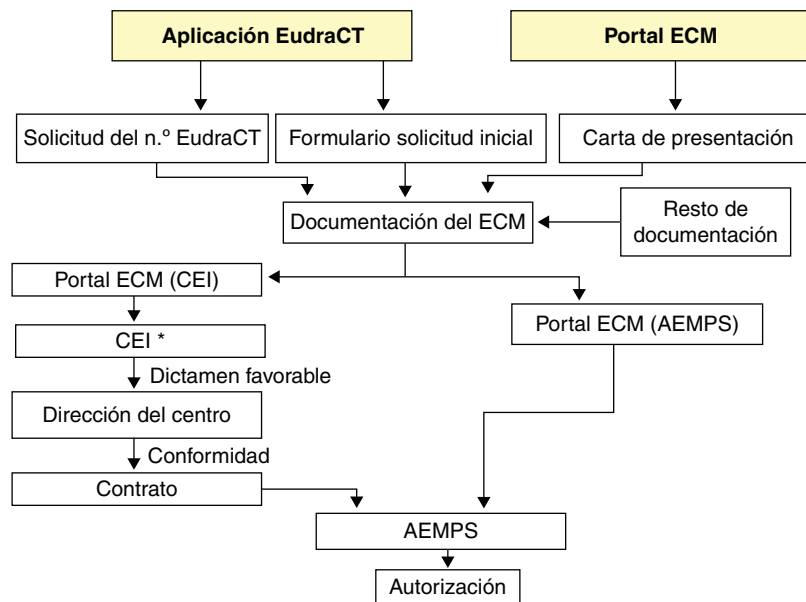 Aplicación EudraCT
Portal ECM
Solicitud del n.º EudraCT
Formulario solicitud inicial
Carta de presentación
Documentación del ECM
Resto de
documentación
Portal ECM (CEI)
Portal ECM (AEMPS)
CEI *
Dictamen favorable
Dirección del centro
Conformidad
Contrato
AEMPS
Autorización